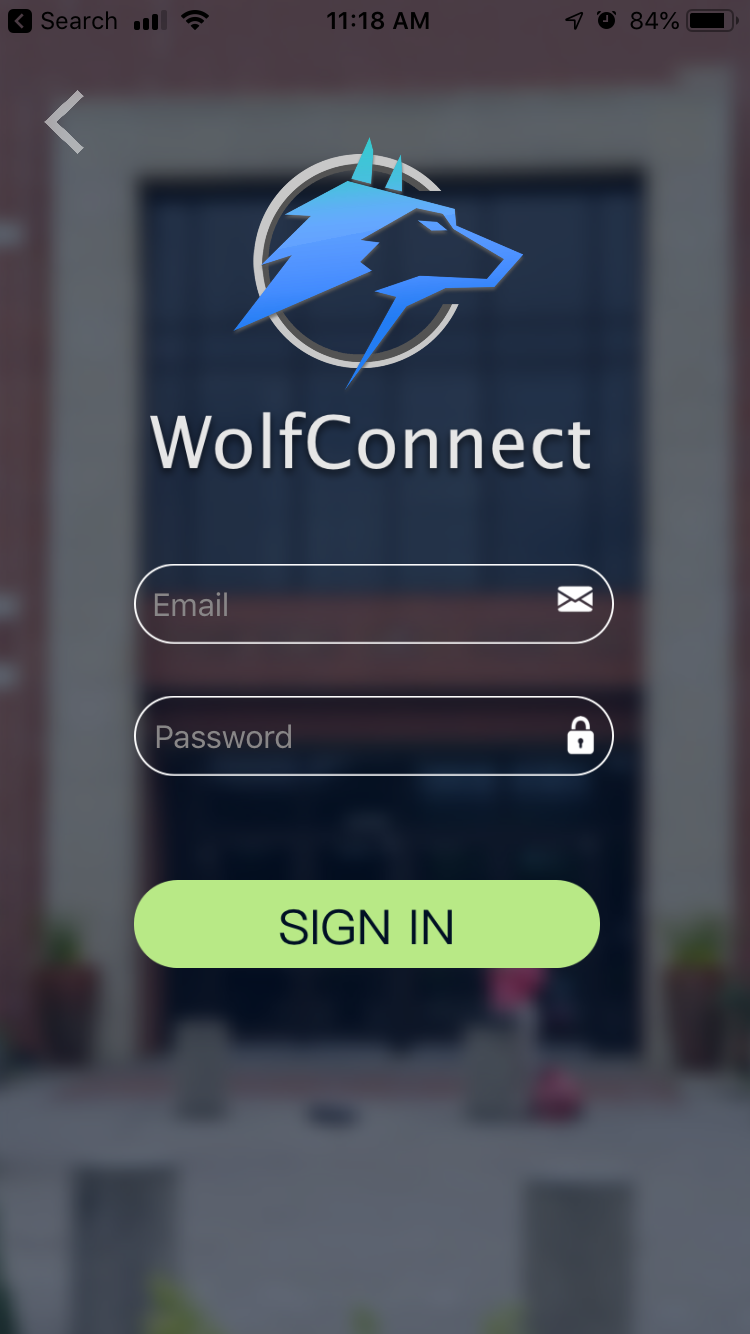 Search 11:18 AM 84%
WolfConnect
Email
Password
SIGN IN